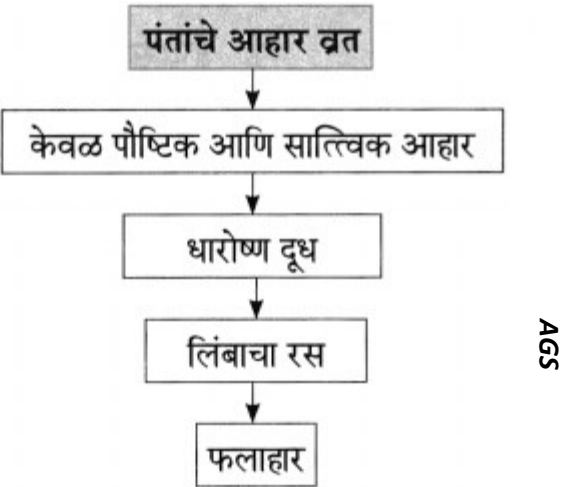 पंतांचे आहार व्रत
केवळ पौष्टिक आणि सात्त्विक आहार
धारोष्ण दूध
लिंबाचा रस
फलाहार
AGS